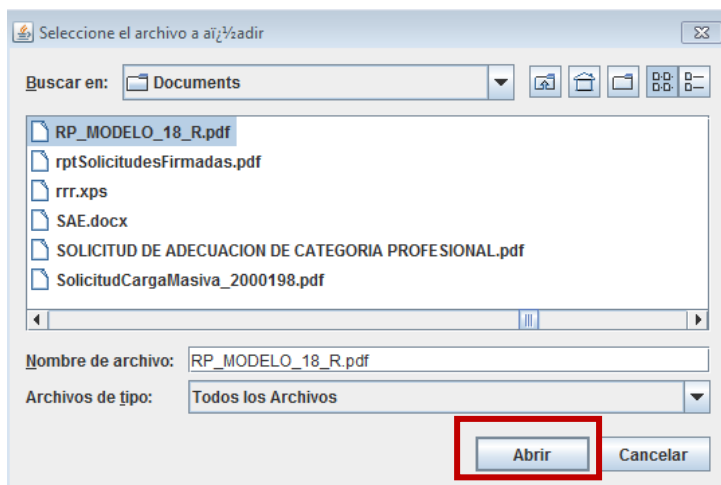 Seleccione el archivo a aï¿½adir
Buscar en: Documents
RP_MODELO_18_R.pdf
rptSolicitudesFirmadas.pdf
rrr.xps
SAE.docx
SOLICITUD DE ADECUACION DE CATEGORIA PROFESIONAL.pdf
SolicitudCargaMasiva_2000198.pdf
Nombre de archivo: RP_MODELO_18_R.pdf
Archivos de tipo: Todos los Archivos
Abrir Cancelar